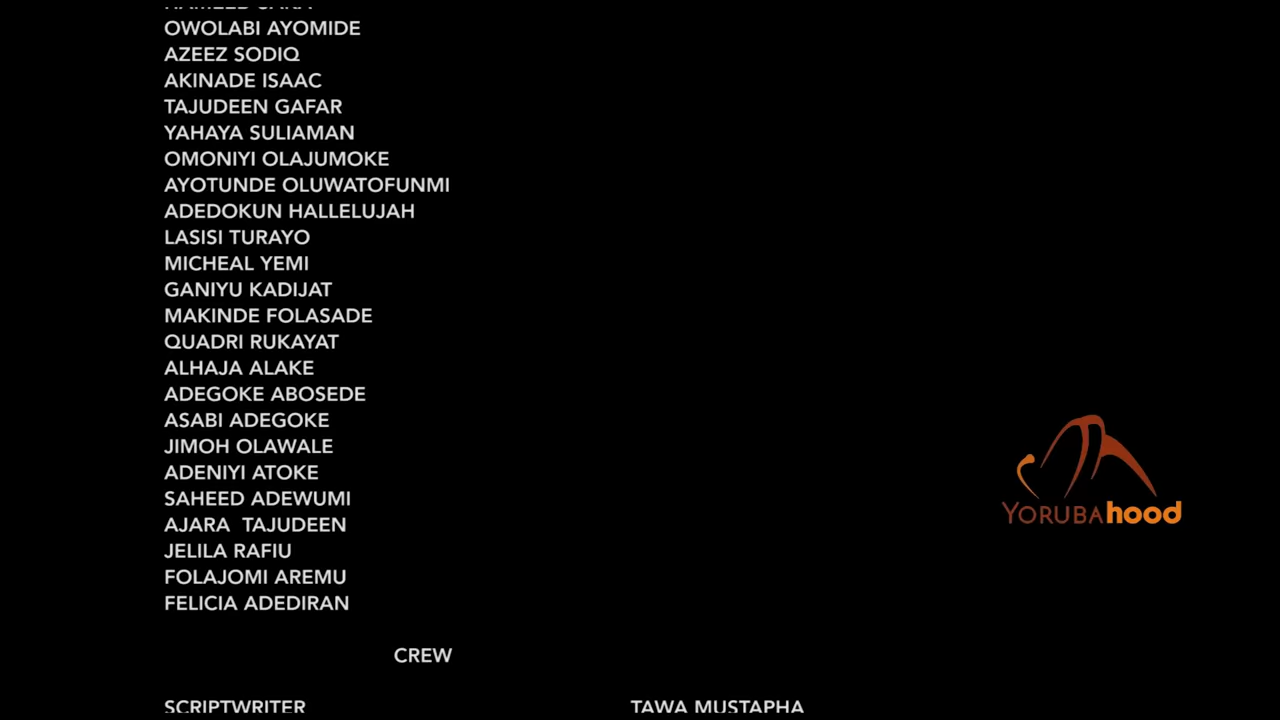 OWOLABI AYOMIDE
AZEEZ SODIQ
AKINADE ISAAC
TAJUDEEN GAFAR
YAHAYA SULIAMAN
OMONIYI OLAJUMOKE
AYOTUNDE OLUWATOFUNMI
ADEDOKUN HALLELUJAH
LASISI TURAYO
MICHEAL YEMI
GANIYU KADIJAT
MAKINDE FOLASADE
QUADRI RUKAYAT
ALHAJA ALAKE
ADEGOKE ABOSEDE
ASABI ADEGOKE
JIMOH OLAWALE
ADENIYI ATOKE
SAHEED ADEWUMI
AJARA  TAJUDEEN
JELILA RAFIU
FOLAJOMI AREMU
FELICIA ADEDIRAN
YORUBAhood
CREW
SCRIPTWRITER TAWA MUSTAPHA